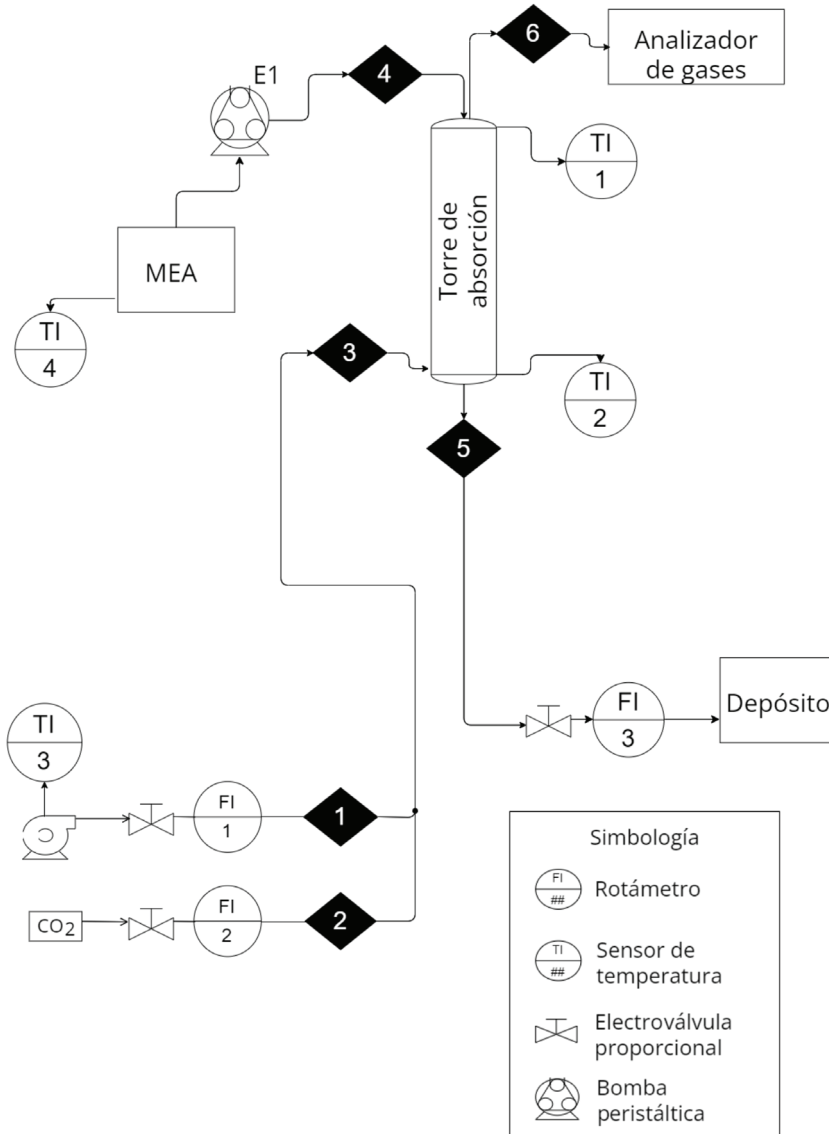 6
Analizador
de gases
E1
4
TI
1
Torre de
absorción
MEA
TI
4
3
TI
2
5
FI
3
Depósito
TI
3
FI
1
1
CO2
FI
2
2
Simbología
FI
##
Rotámetro
TI
##
Sensor de
temperatura
Electroválvula
proporcional
Bomba
peristáltica